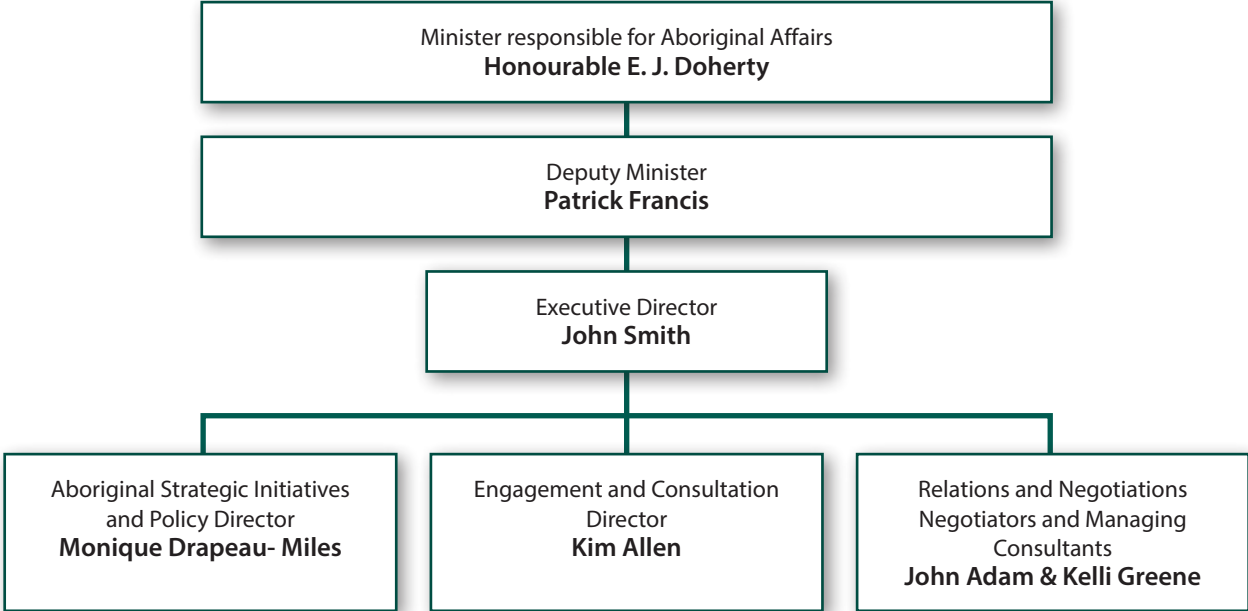 Minister responsible for Aboriginal Affairs
Honourable E. J. Doherty
Deputy Minister
Patrick Francis
Executive Director
John Smith
Aboriginal Strategic Initiatives
and Policy Director
Monique Drapeau- Miles
Engagement and Consultation
Director
Kim Allen
Relations and Negotiations
Negotiators and Managing
Consultants
John Adam & Kelli Greene